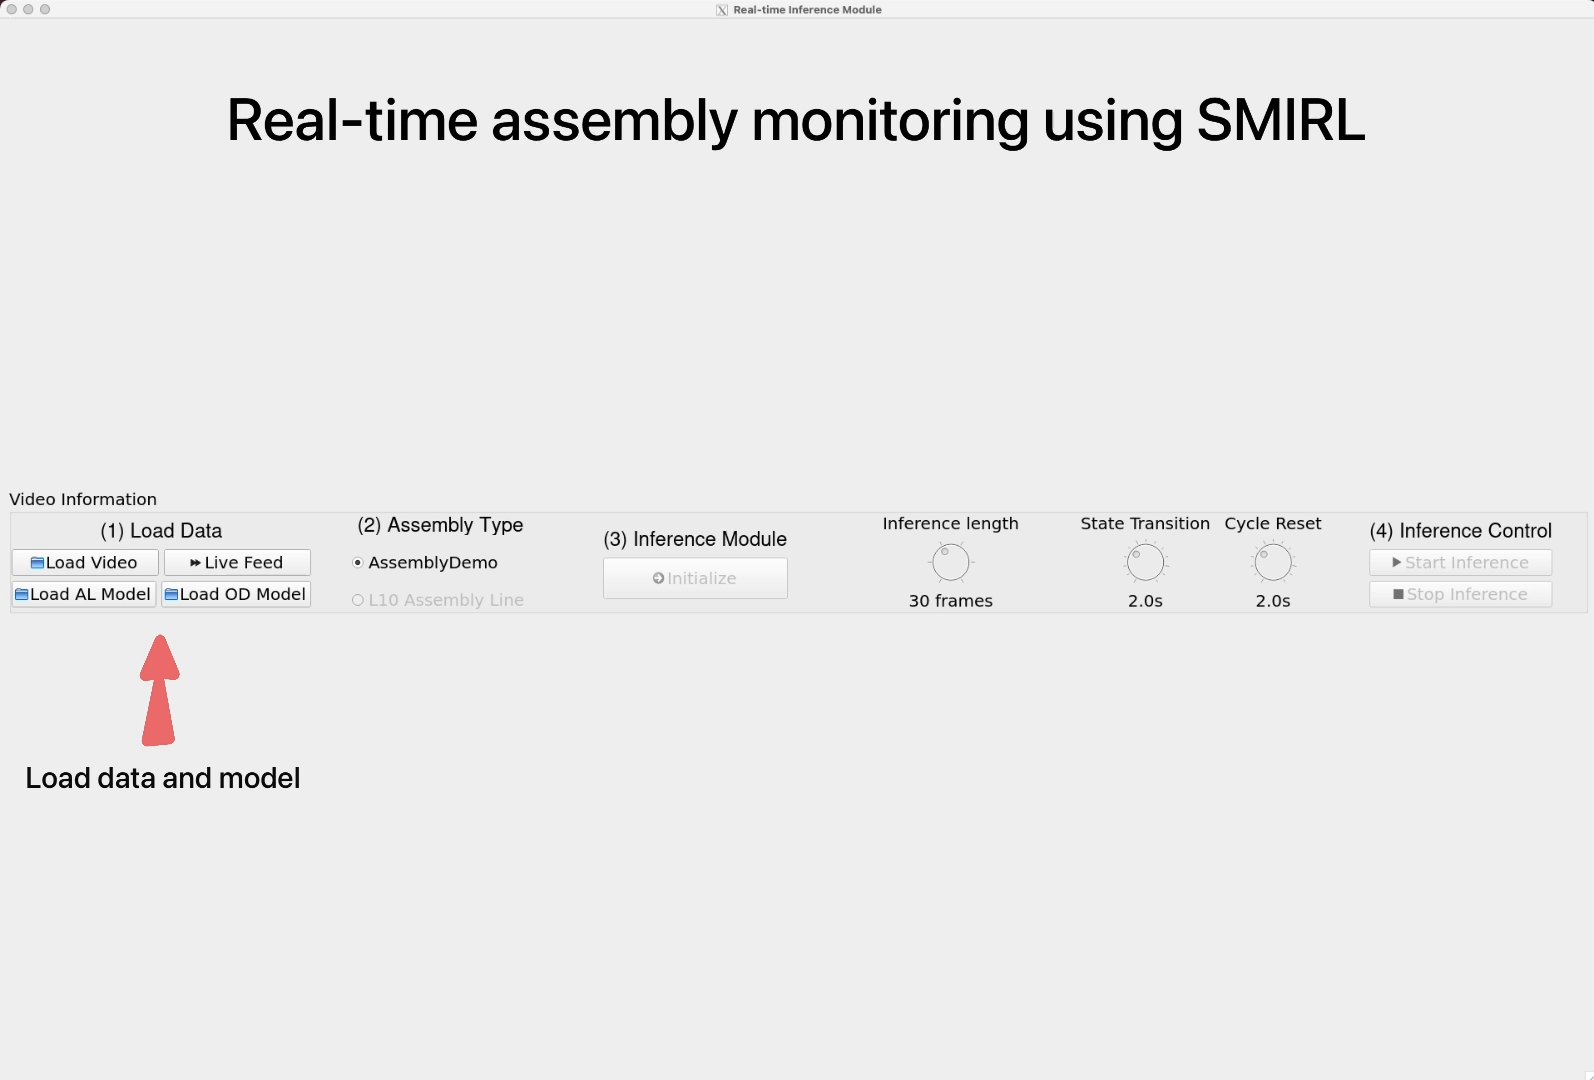 Real-time Inference Module
Real-time assembly monitoring using SMIRL
Video Information
(1) Load Data
Load Video
Live Feed
Load AL Model
Load OD Model
(2) Assembly Type
AssemblyDemo
L10 Assembly Line
(3) Inference Module
Initialize
Inference length
30 frames
State Transition
2.0s
Cycle Reset
2.0s
(4) Inference Control
Start Inference
Stop Inference
Load data and model